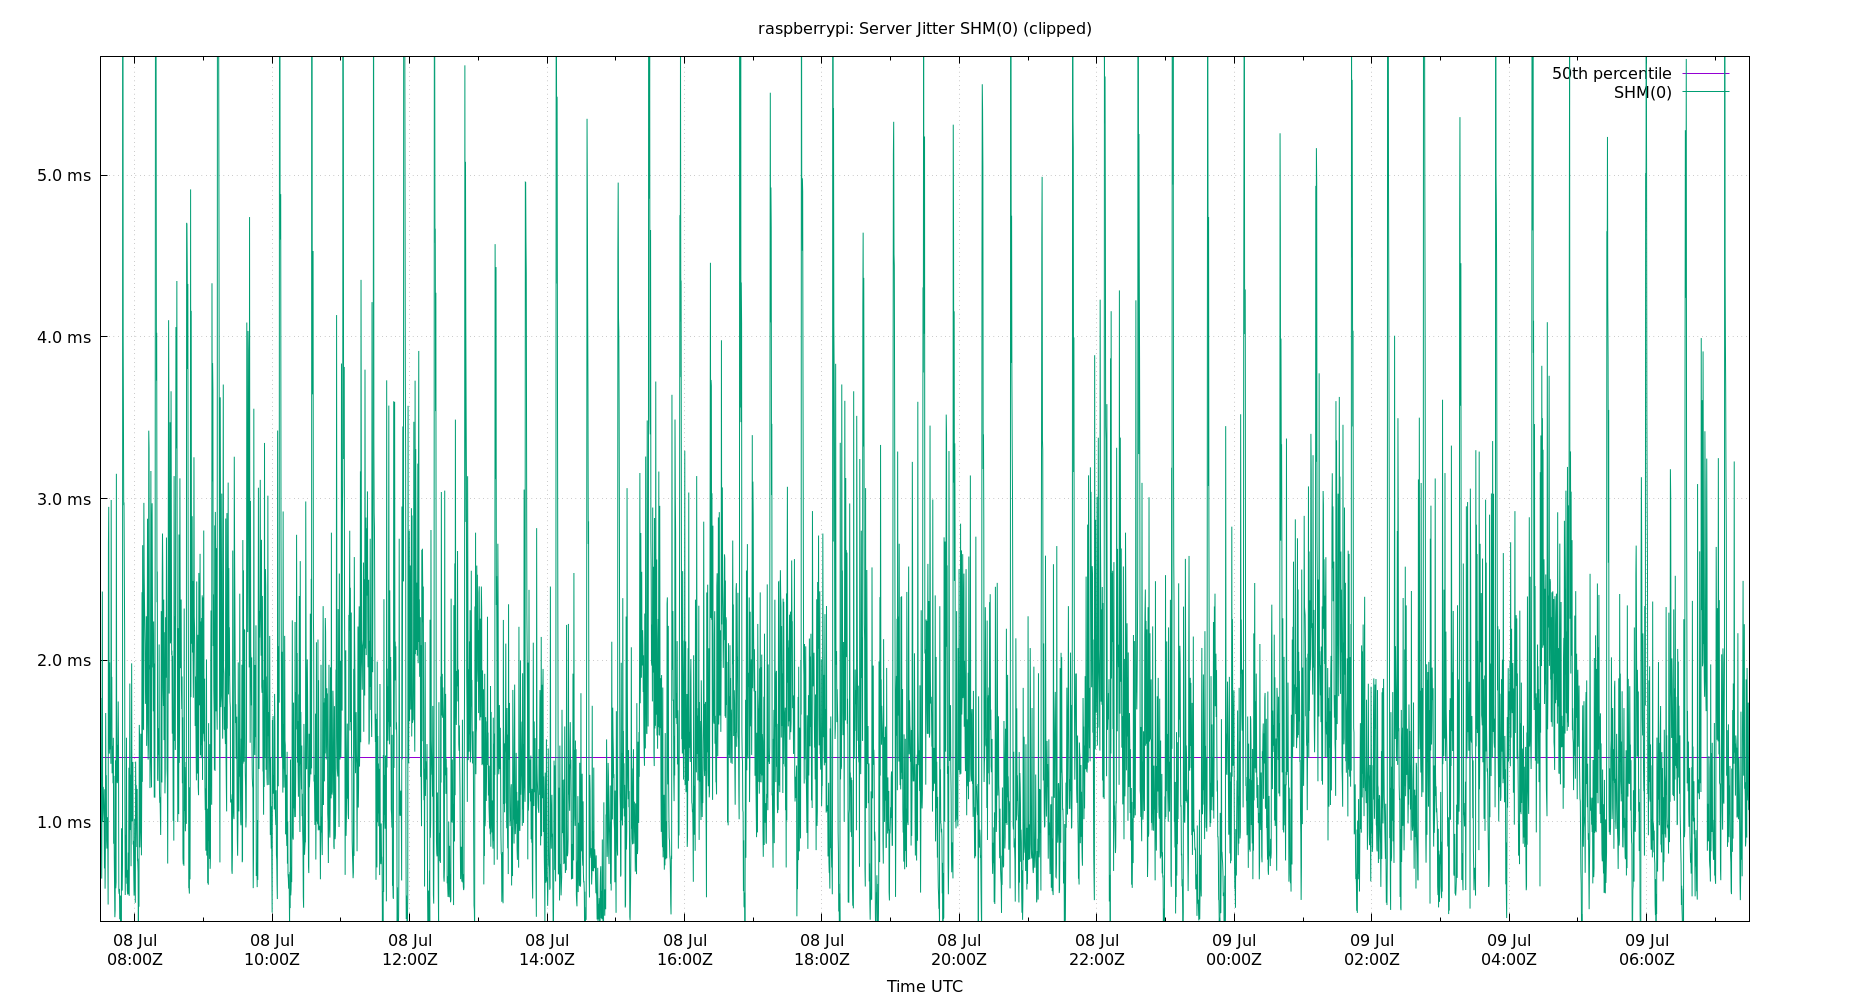 raspberrypi: Server Jitter SHM(0) (clipped)
50th percentile
SHM(0)
5.0 ms
4.0 ms
3.0 ms
2.0 ms
1.0 ms
08 Jul 08 Jul 08 Jul 08 Jul 08 Jul 08 Jul 08 Jul 08 Jul 09 Jul 09 Jul 09 Jul 09 Jul
08:00Z 10:00Z 12:00Z 14:00Z 16:00Z 18:00Z 20:00Z 22:00Z 00:00Z 02:00Z 04:00Z 06:00Z
Time UTC